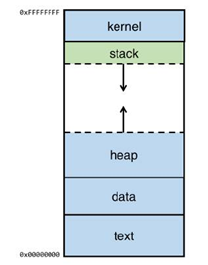 0xFFFFFFFF
kernel
stack
heap
data
text
0x00000000